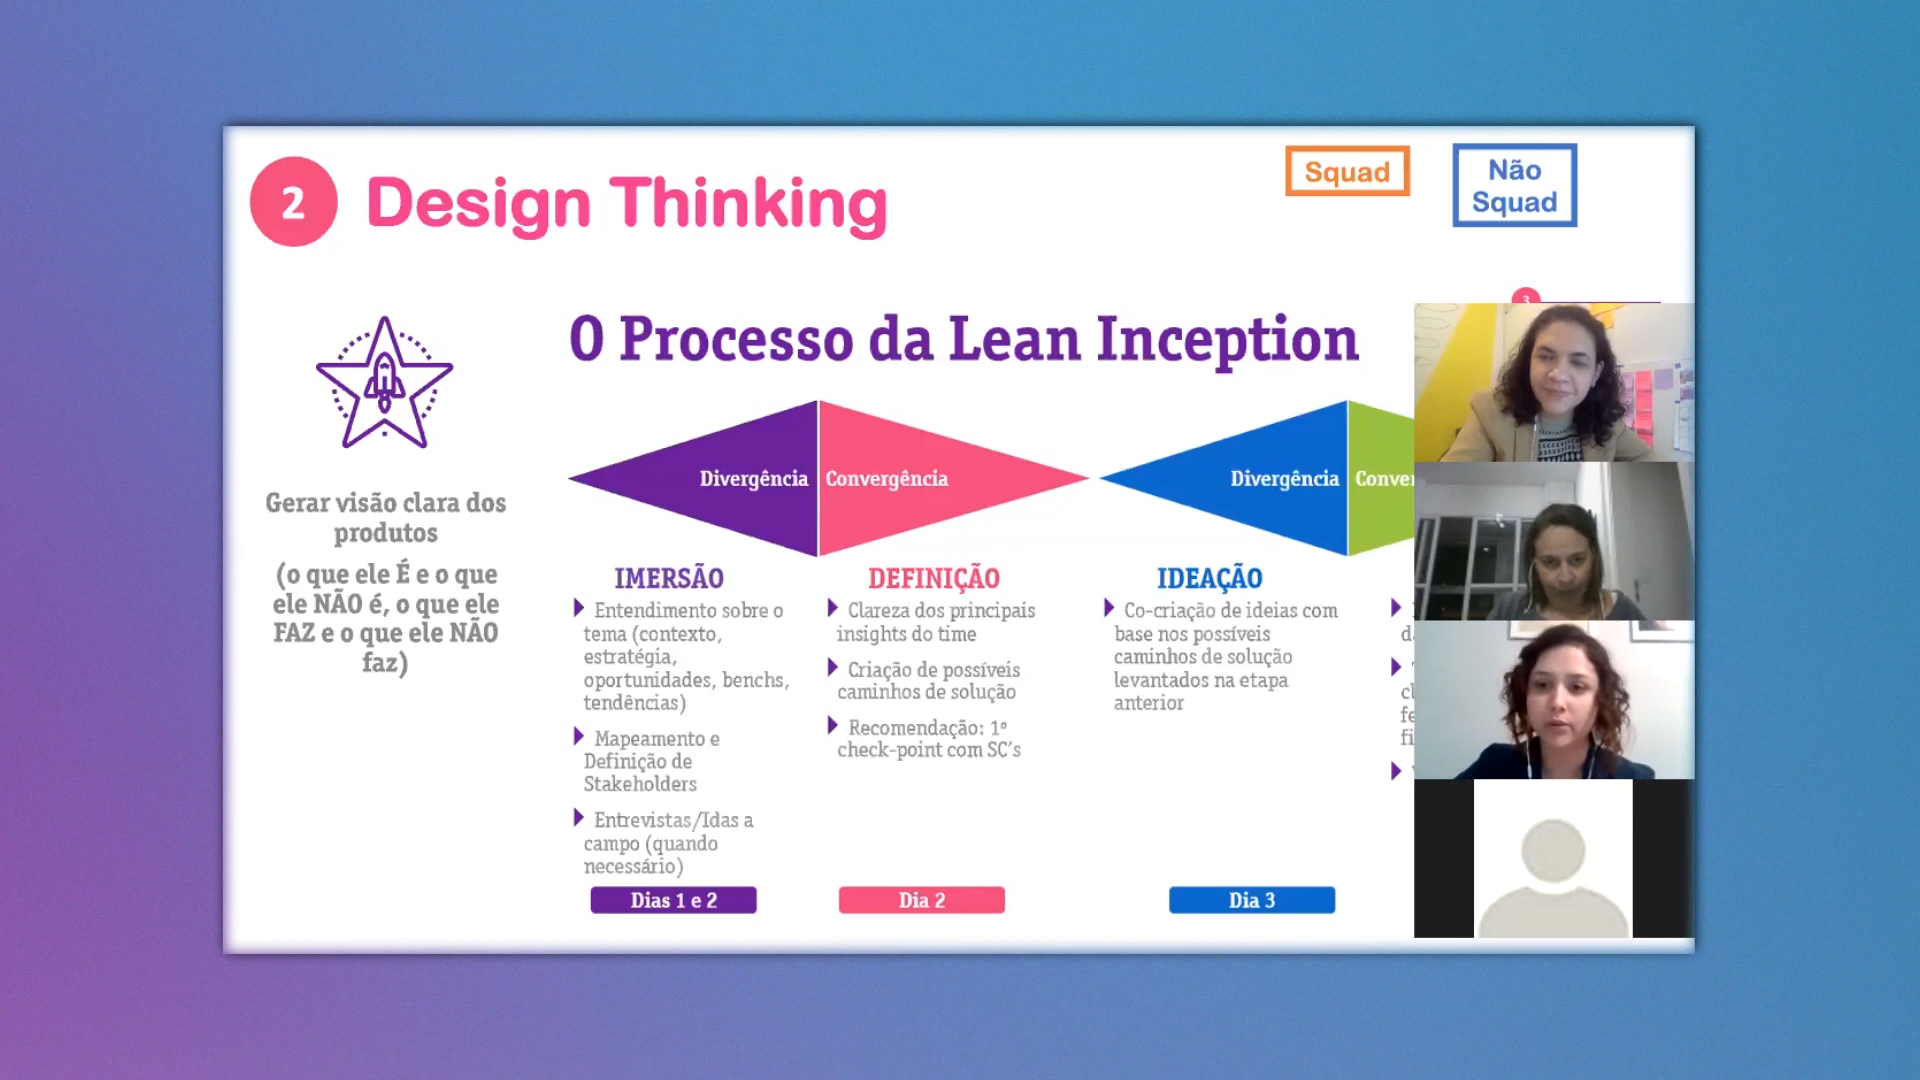 2
Design Thinking
Squad
Não
Squad
3
O Processo da Lean Inception
Gerar visão clara dos
produtos
(o que ele É e o que
ele NÃO é, o que ele
FAZ e o que ele NÃO
faz)
Divergência
Convergência
Divergência
Conver
IMERSÃO
Entendimento sobre o
tema (contexto,
estratégia,
oportunidades, benchs,
tendências)
Mapeamento e
Definição de
Stakeholders
Entrevistas/Idas a
campo (quando
necessário)
Dias 1 e 2
DEFINIÇÃO
Clareza dos principais
insights do time
Criação de possíveis
caminhos de solução
Recomendação: 1º
check-point com SC’s
Dia 2
IDEAÇÃO
Co-criação de ideias com
base nos possíveis
caminhos de solução
levantados na etapa
anterior
Dia 3